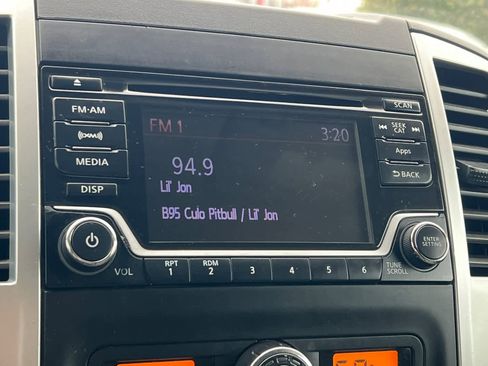 SCAN
FM•AM
((XM))
MEDIA
DISP
FM 1
3:20
94.9
Lil' Jon
B95 Culo Pitbull / Lil' Jon
SEEK
CAT
Apps
BACK
VOL
RPT
1
RDM
2
3
4
5
6
ENTER
SETTING
TUNE
SCROLL